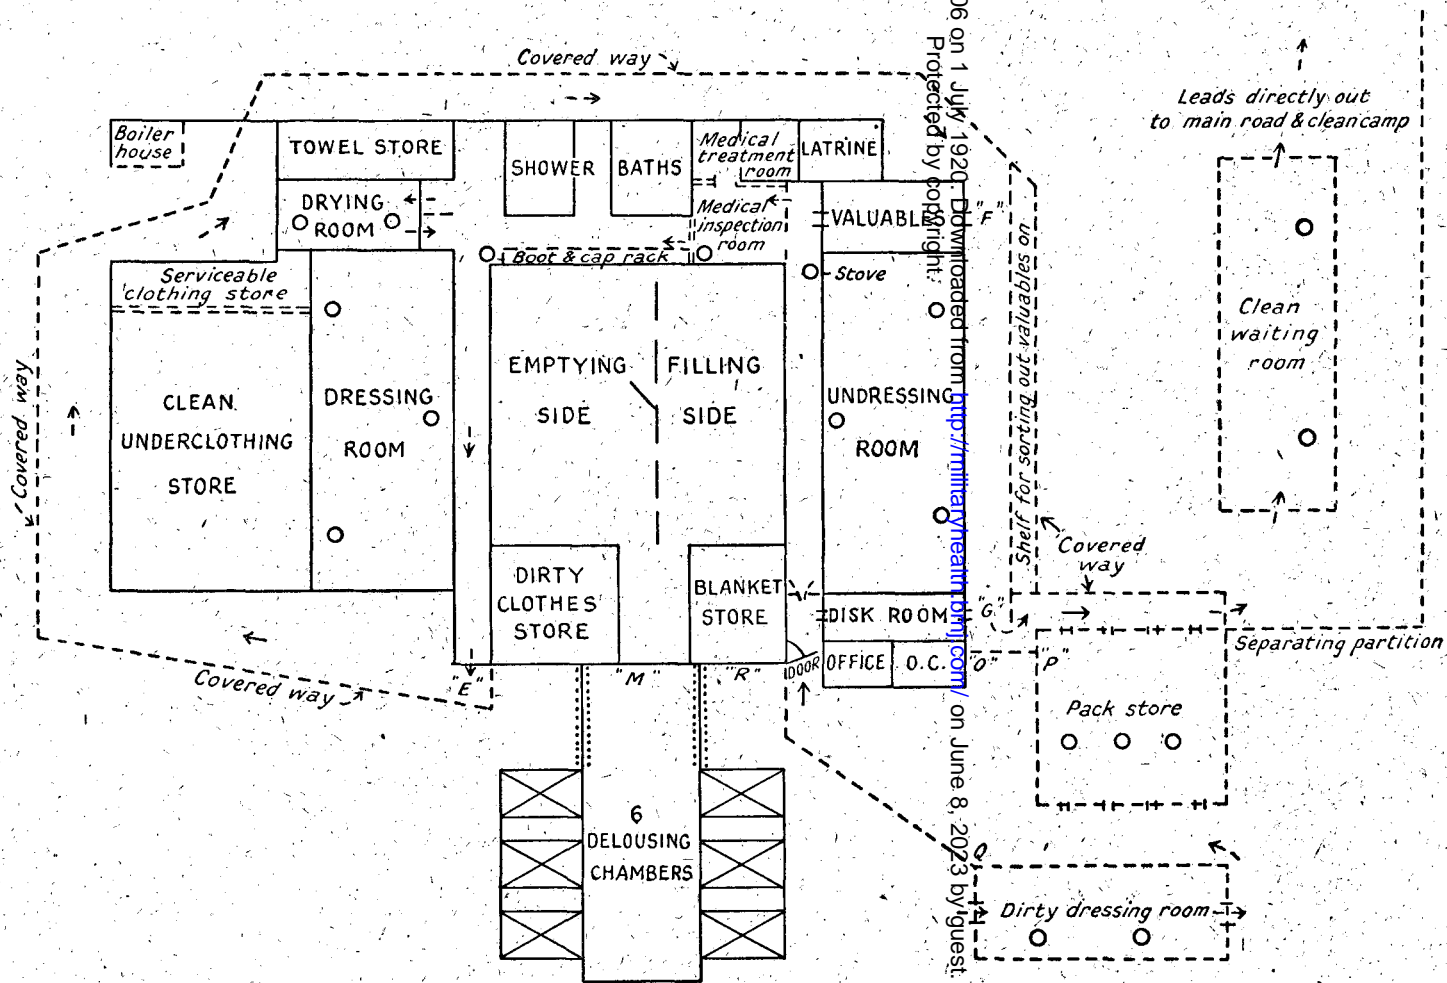 Covered way
Leads directly out
to main road & clean camp
Boiler
house
TOWEL STORE
SHOWER
BATHS
Medical
treatment
room
LATRINE
DRYING
ROOM
Medical
inspection
room
VALUABLES
"F"
Boot & cap rack
Stove
Serviceable
clothing store
Clean
waiting
room
EMPTYING
SIDE
FILLING
SIDE
CLEAN
UNDERCLOTHING
STORE
DRESSING
ROOM
UNDRESSING
ROOM
Covered way
Shelf for sorting out valuables on
Covered
way
DIRTY
CLOTHES
STORE
BLANKET
STORE
DISK ROOM
"G"
Separating partition
OFFICE
O.C.
"O"
"P"
DOOR
"E"
"M"
"R"
Covered way
Pack store
6
DELOUSING
CHAMBERS
Q
Dirty dressing room
06 on 1 July 1920. Downloaded from http://militaryhealth.bmj.com/ on June 8, 2023 by guest.
Protected by copyright.